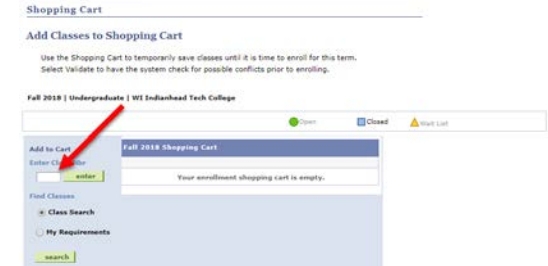 Shopping Cart
Add Classes to Shopping Cart
Use the Shopping Cart to temporarily save classes until it is time to enroll for this term.
Select Validate to have the system check for possible conflicts prior to enrolling.
Fall 2018 | Undergraduate | WI Indianhead Tech College
Open Closed Wait List
Add to Cart
Fall 2018 Shopping Cart
Enter
enter
Your enrollment shopping cart is empty.
Find Classes
Class Search
My Requirements
search